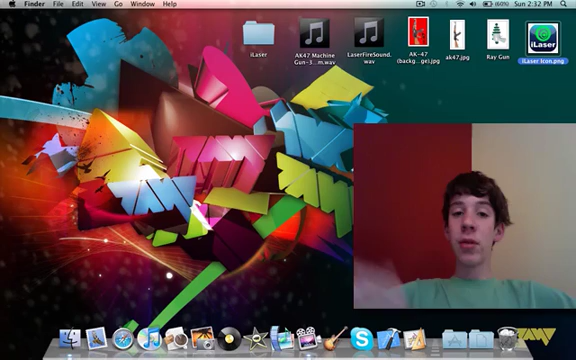 Finder File Edit View Go Window Help
(60%) Sun 2:32 PM
iLaser
AK47 Machine
Gun-3...m.wav
LaserFireSound.
wav
AK-47
(backg...ge).jpg
ak47.jpg
Ray Gun
iLaser Icon.png